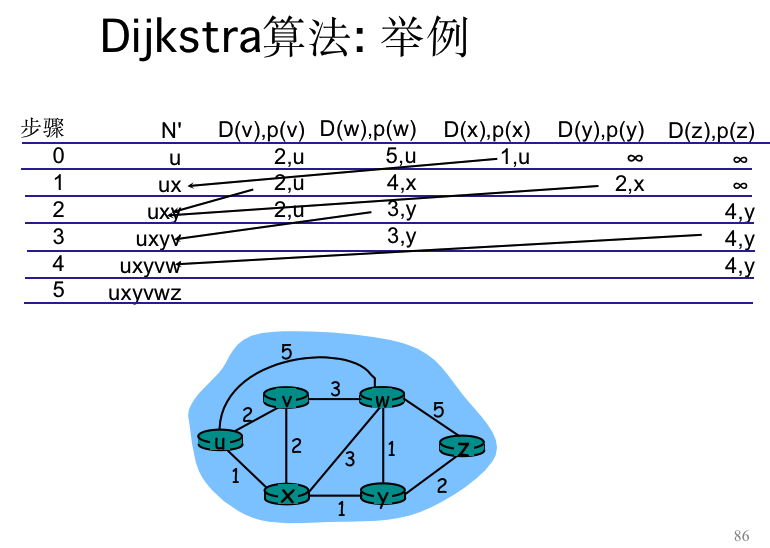 Dijkstra算法: 举例
步骤 N' D(v),p(v) D(w),p(w) D(x),p(x) D(y),p(y) D(z),p(z)
0 u 2,u 5,u 1,u ∞ ∞
1 ux 2,u 4,x 2,x ∞
2 uxy 2,u 3,y 4,y
3 uxyv 3,y 4,y
4 uxyvw 4,y
5 uxyvwz
5
v 3 w
2 5
u 2 3 1 z
1 2
x 1 y
86